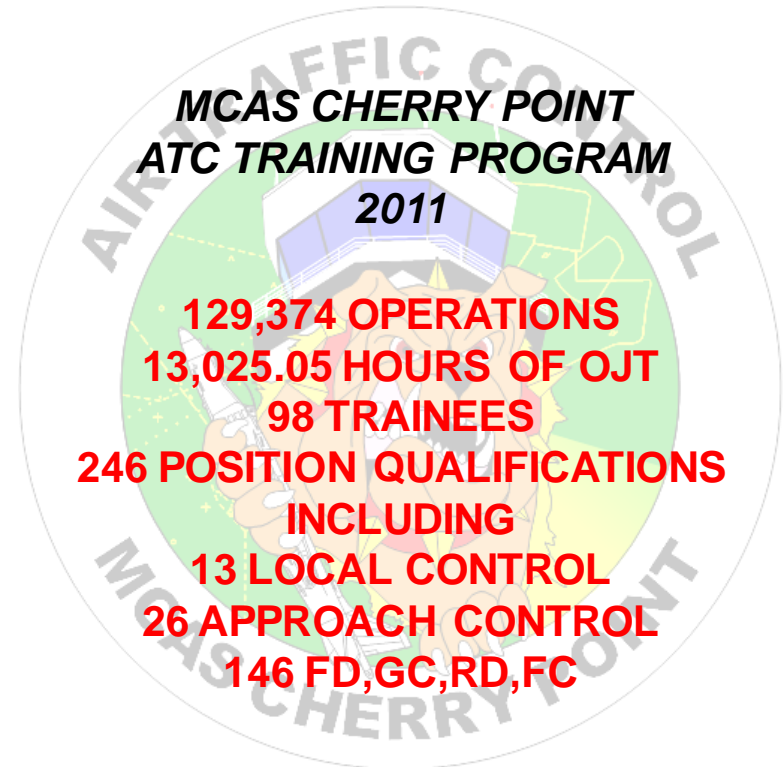 AIR TRAFFIC CONTROL
MCAS CHERRY POINT
ATC TRAINING PROGRAM
2011
129,374 OPERATIONS
13,025.05 HOURS OF OJT
98 TRAINEES
246 POSITION QUALIFICATIONS
INCLUDING
13 LOCAL CONTROL
26 APPROACH CONTROL
146 FD,GC,RD,FC
MCAS CHERRY POINT